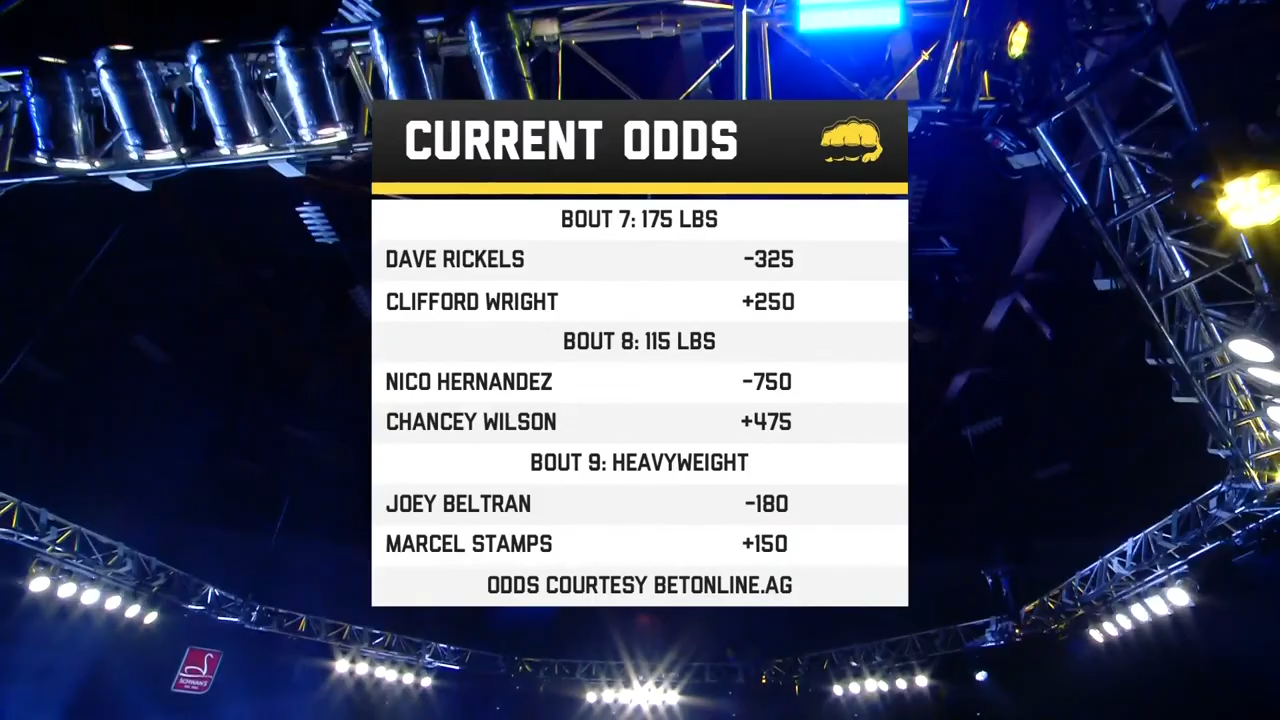 CURRENT ODDS
BOUT 7: 175 LBS
DAVE RICKELS -325
CLIFFORD WRIGHT +250
BOUT 8: 115 LBS
NICO HERNANDEZ -750
CHANCEY WILSON +475
BOUT 9: HEAVYWEIGHT
JOEY BELTRAN -180
MARCEL STAMPS +150
ODDS COURTESY BETONLINE.AG
SCHWAN'S